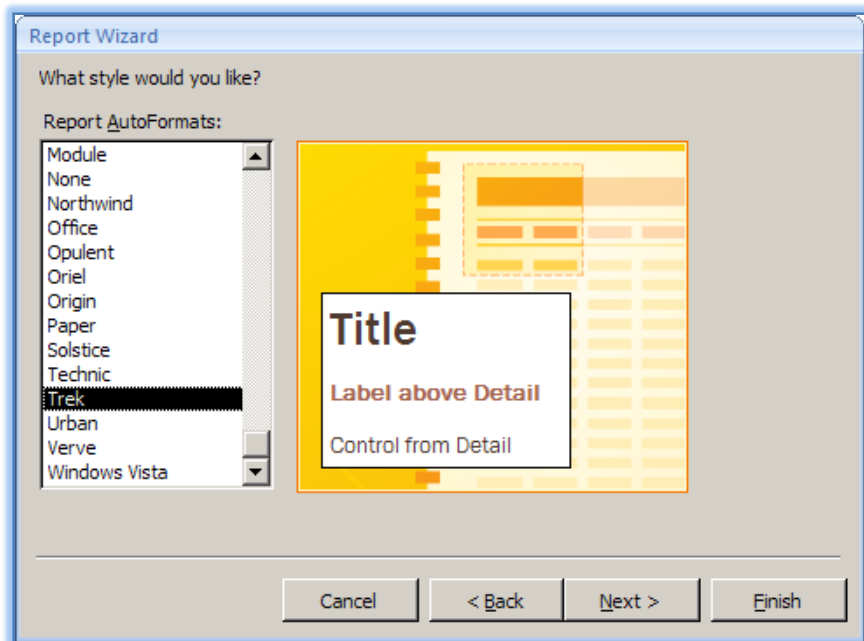 Report Wizard
What style would you like?
Report AutoFormats:
Module
None
Northwind
Office
Opulent
Oriel
Origin
Paper
Solstice
Technic
Trek
Urban
Verve
Windows Vista
Title
Label above Detail
Control from Detail
Cancel
< Back
Next >
Finish